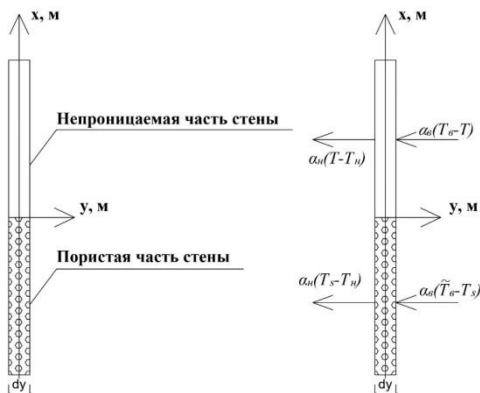 x, м
Непроницаемая часть стены
y, м
Пористая часть стены
dy
x, м
αв(Tв-T)
αн(T-Tн)
y, м
αн(Ts-Tн)
αв(T̃в-Ts)
dy